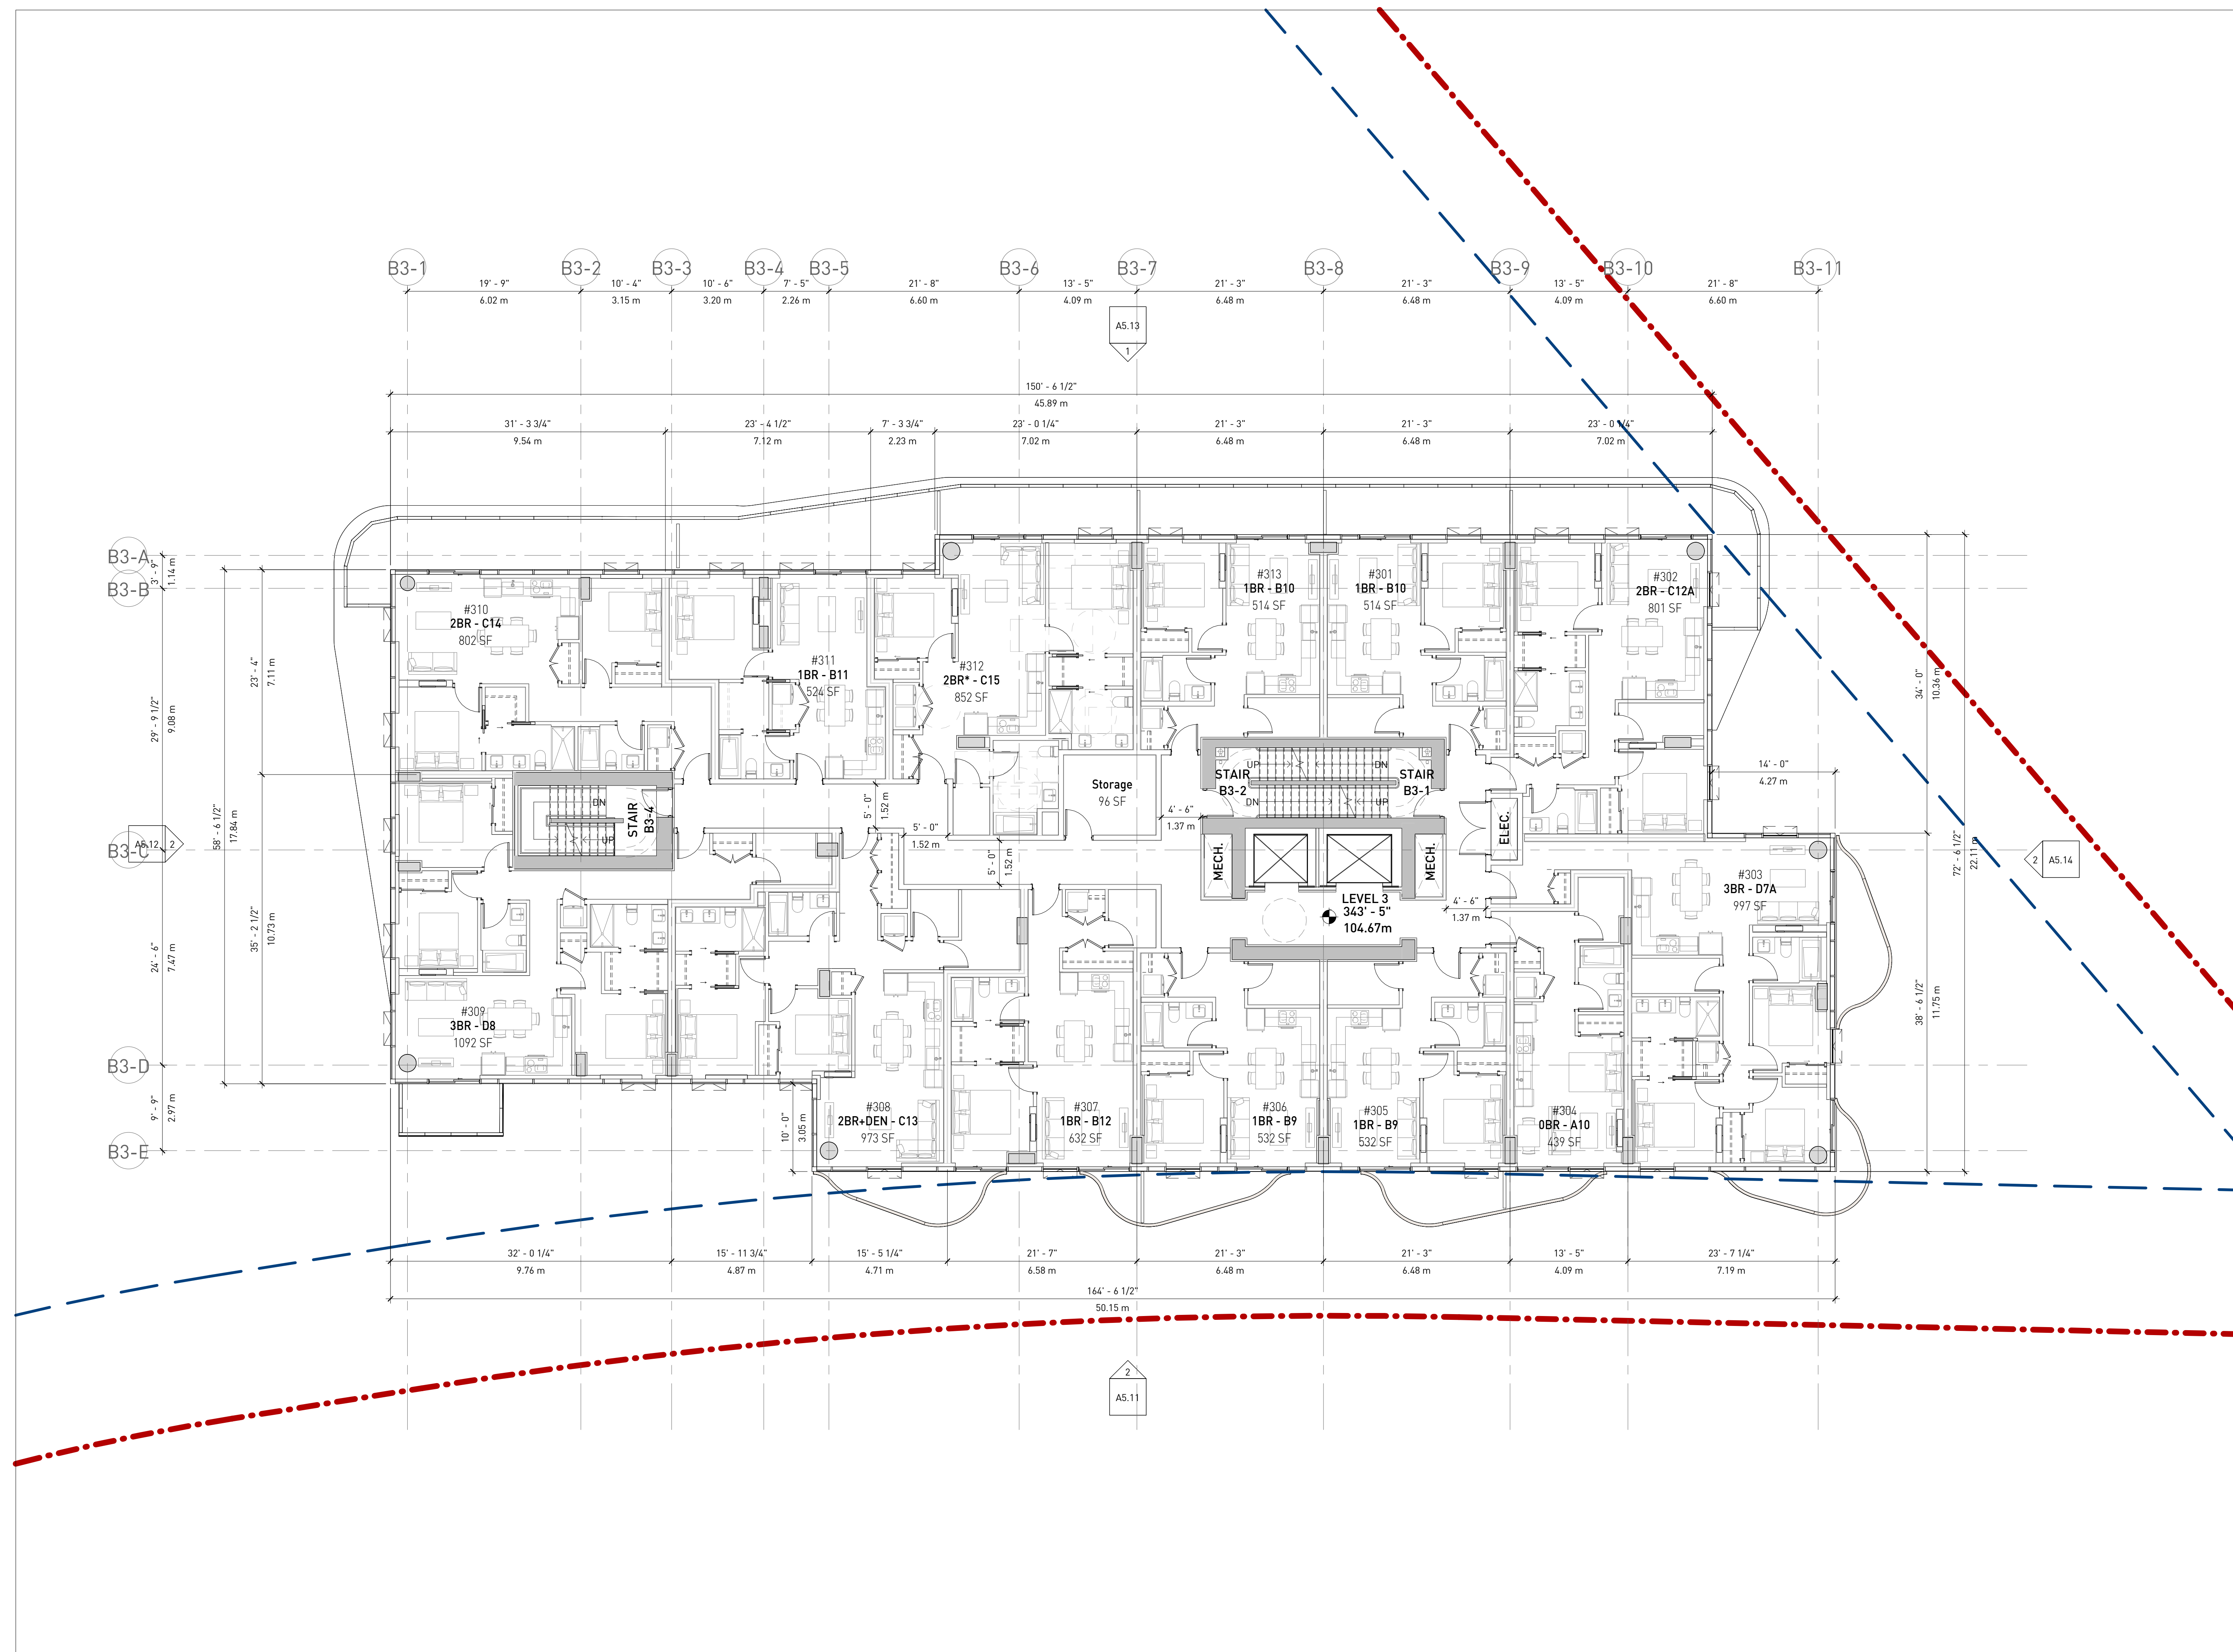 B3-1 B3-2 B3-3 B3-4 B3-5 B3-6 B3-7 B3-8 B3-9 B3-10 B3-11
19' - 9" 10' - 4" 10' - 6" 7' - 5" 21' - 8" 13' - 5" 21' - 3" 21' - 3" 13' - 5" 21' - 8"
6.02 m 3.15 m 3.20 m 2.26 m 6.60 m 4.09 m 6.48 m 6.48 m 4.09 m 6.60 m
A5.13
1
150' - 6 1/2"
45.89 m
31' - 3 3/4" 23' - 4 1/2" 7' - 3 3/4" 23' - 0 1/4" 21' - 3" 21' - 3" 23' - 0 1/4"
9.54 m 7.12 m 2.23 m 7.02 m 6.48 m 6.48 m 7.02 m
B3-A
B3-B
B3-C
B3-D
B3-E
3' - 9"
1.14 m
29' - 9 1/2"
9.08 m
24' - 6"
7.47 m
9' - 9"
2.97 m
58' - 6 1/2"
17.84 m
23' - 4"
7.11 m
35' - 2 1/2"
10.73 m
A5.12 2
#310
2BR - C14
802 SF
#311
1BR - B11
524 SF
#312
2BR* - C15
852 SF
#313
1BR - B10
514 SF
#301
1BR - B10
514 SF
#302
2BR - C12A
801 SF
Storage
96 SF
STAIR
B3-2
UP
DN
DN
UP
STAIR
B3-1
STAIR
B3-4
DN
UP
5' - 0"
1.52 m
5' - 0"
1.52 m
5' - 0"
1.52 m
4' - 6"
1.37 m
MECH.
MECH.
ELEC.
LEVEL 3
343' - 5"
104.67m
4' - 6"
1.37 m
14' - 0"
4.27 m
34' - 0"
10.36 m
38' - 6 1/2"
11.75 m
72' - 6 1/2"
22.11 m
2 A5.14
#303
3BR - D7A
997 SF
#309
3BR - D8
1092 SF
#308
2BR+DEN - C13
973 SF
#307
1BR - B12
632 SF
#306
1BR - B9
532 SF
#305
1BR - B9
532 SF
#304
0BR - A10
439 SF
10' - 0"
3.05 m
32' - 0 1/4" 15' - 11 3/4" 15' - 5 1/4" 21' - 7" 21' - 3" 21' - 3" 13' - 5" 23' - 7 1/4"
9.76 m 4.87 m 4.71 m 6.58 m 6.48 m 6.48 m 4.09 m 7.19 m
164' - 6 1/2"
50.15 m
2
A5.11